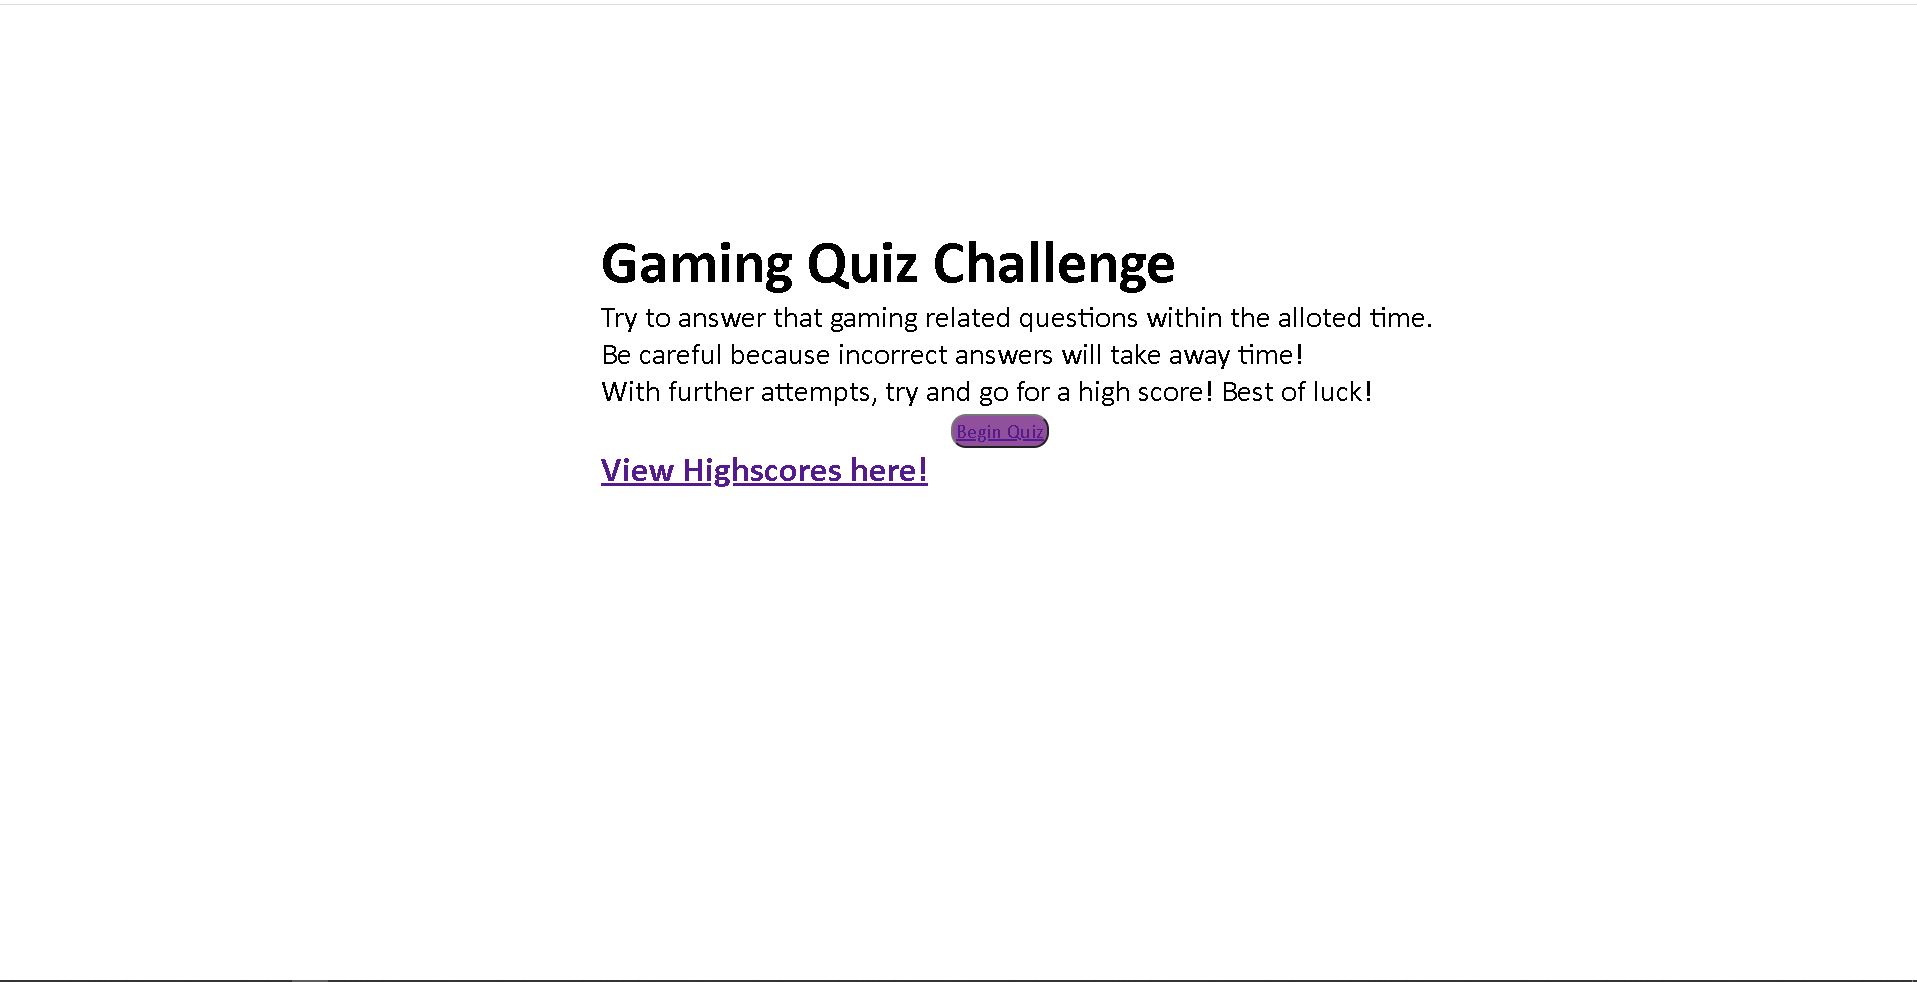 Gaming Quiz Challenge
Try to answer that gaming related questions within the alloted time.
Be careful because incorrect answers will take away time!
With further attempts, try and go for a high score! Best of luck!
Begin Quiz
View Highscores here!